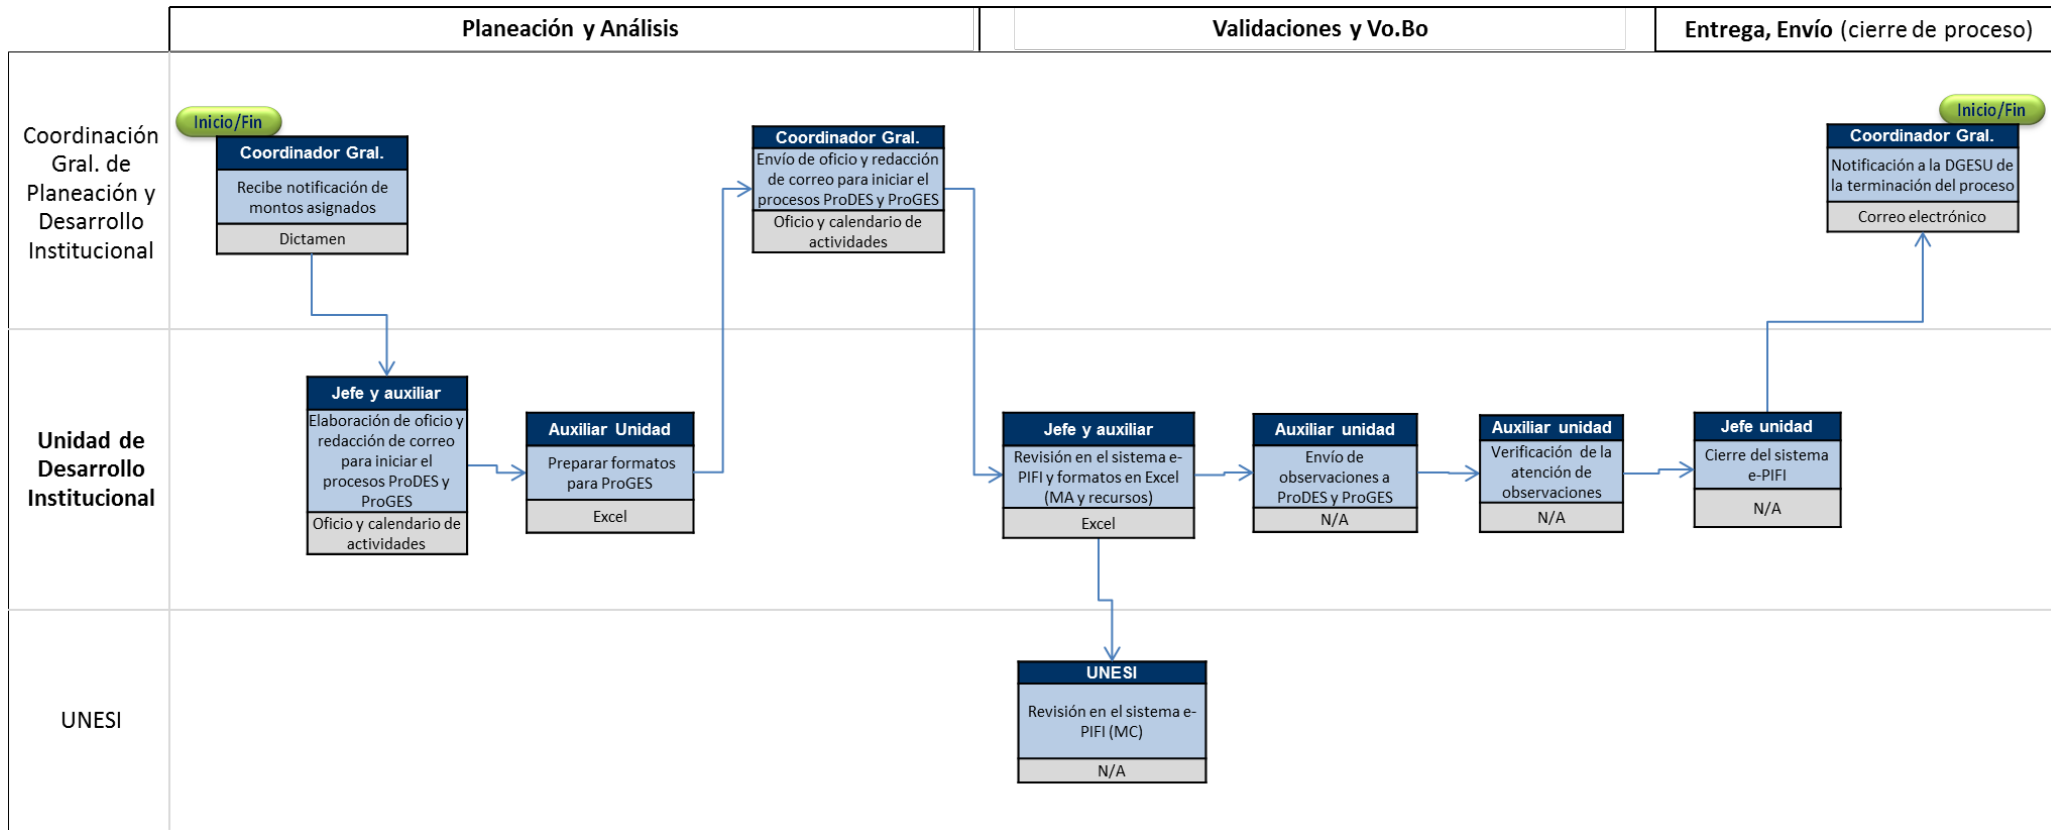 Planeación y Análisis
Validaciones y Vo.Bo
Entrega, Envío (cierre de proceso)
Coordinación
Gral. de
Planeación y
Desarrollo
Institucional
Inicio/Fin
Coordinador Gral.
Recibe notificación de
montos asignados
Dictamen
Coordinador Gral.
Envío de oficio y redacción
de correo para iniciar el
procesos ProDES y ProGES
Oficio y calendario de
actividades
Inicio/Fin
Coordinador Gral.
Notificación a la DGESU de
la terminación del proceso
Correo electrónico
Unidad de
Desarrollo
Institucional
Jefe y auxiliar
Elaboración de oficio y
redacción de correo
para iniciar el
procesos ProDES y
ProGES
Oficio y calendario de
actividades
Auxiliar Unidad
Preparar formatos
para ProGES
Excel
Jefe y auxiliar
Revisión en el sistema e-
PIFI y formatos en Excel
(MA y recursos)
Excel
Auxiliar unidad
Envío de
observaciones a
ProDES y ProGES
N/A
Auxiliar unidad
Verificación de la
atención de
observaciones
N/A
Jefe unidad
Cierre del sistema
e-PIFI
N/A
UNESI
UNESI
Revisión en el sistema e-
PIFI (MC)
N/A